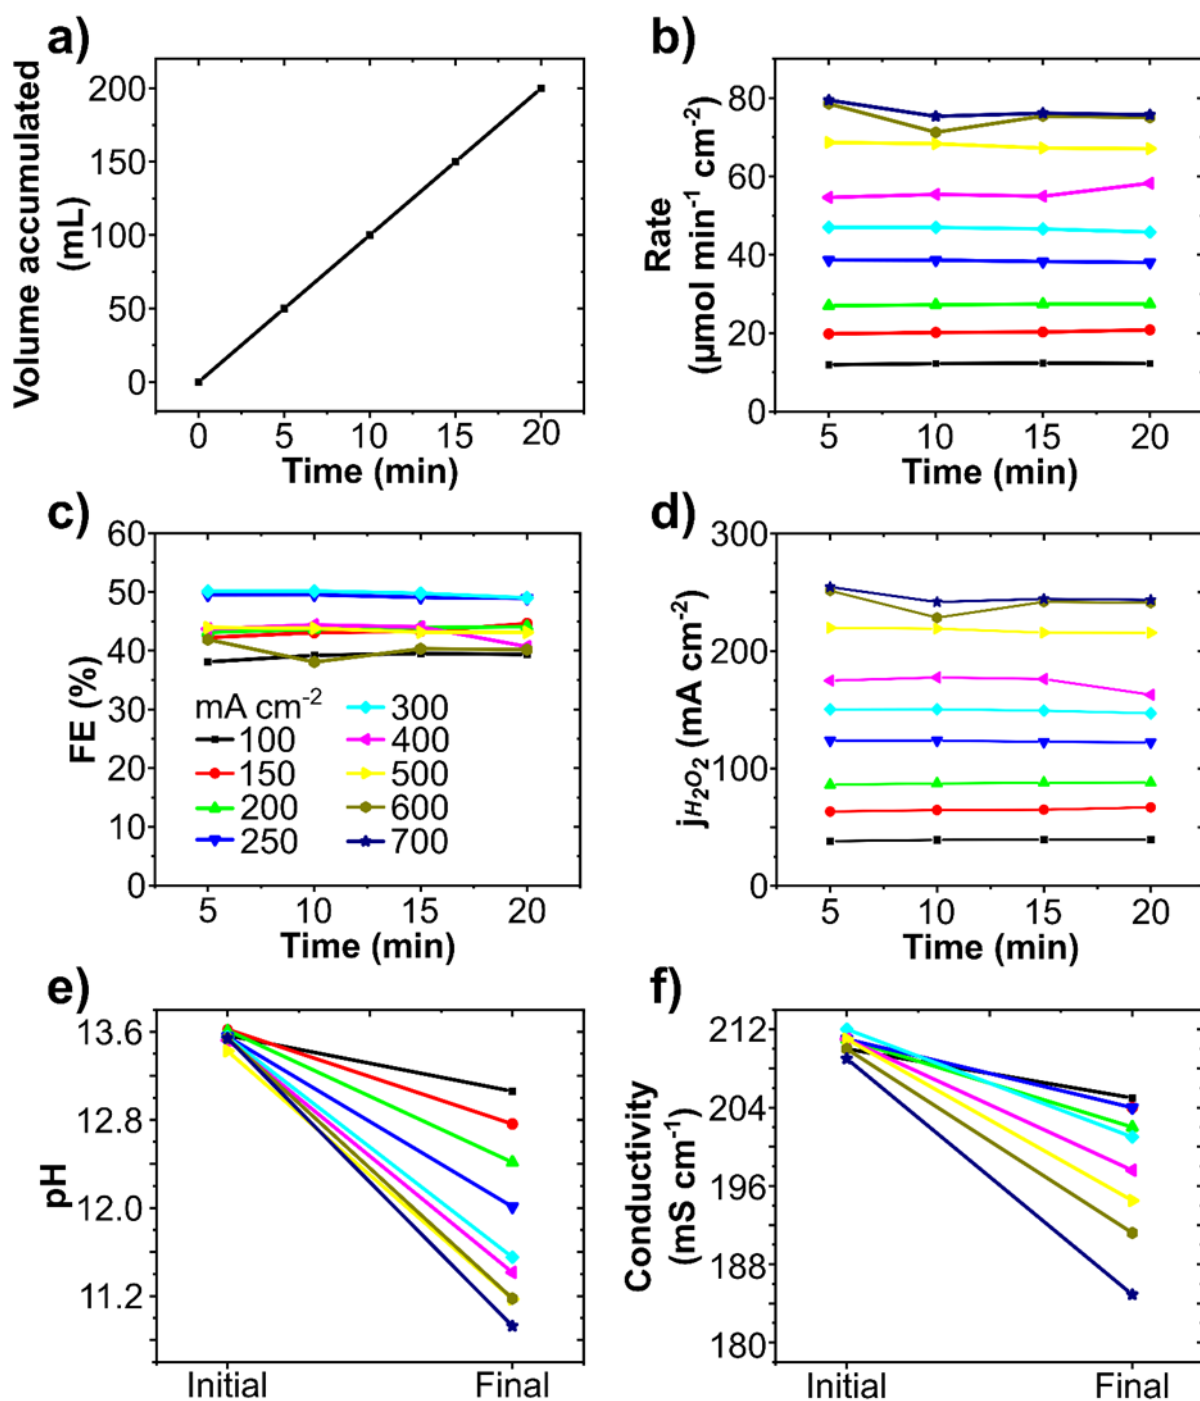 a)
Volume accumulated
(mL)
200
150
100
50
0
0 5 10 15 20
Time (min)
b)
Rate
(µmol min⁻¹ cm⁻²)
80
60
40
20
0
5 10 15 20
Time (min)
c)
FE (%)
60
50
40
30
20
10
0
mA cm⁻²
100
150
200
250
300
400
500
600
700
5 10 15 20
Time (min)
d)
jH₂O₂ (mA cm⁻²)
300
200
100
0
5 10 15 20
Time (min)
e)
pH
13.6
12.8
12.0
11.2
Initial Final
f)
Conductivity
(mS cm⁻¹)
212
204
196
188
180
Initial Final